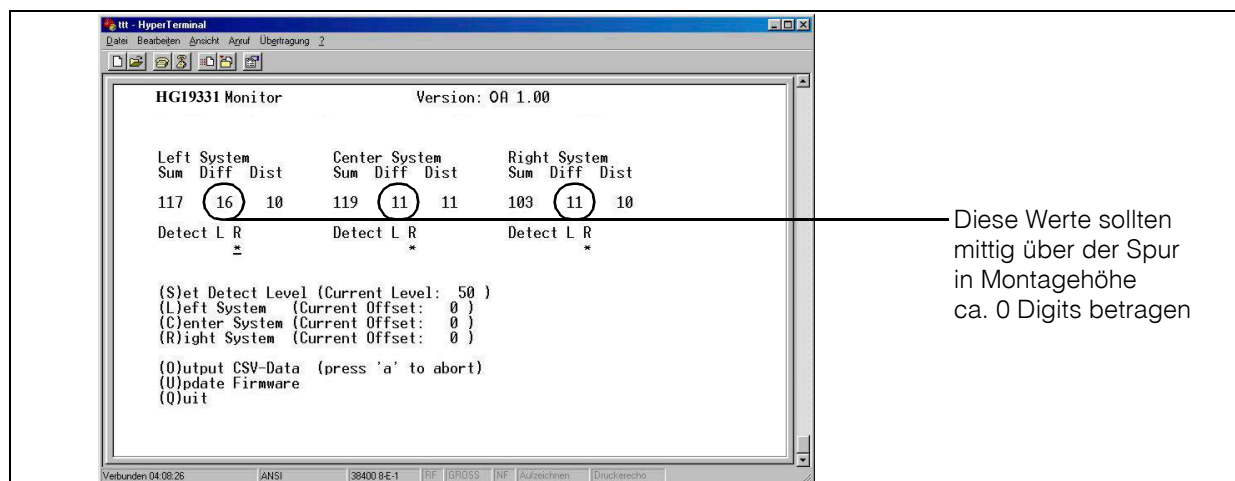 ttt - HyperTerminal
Datei Bearbeiten Ansicht Anruf Übertragung ?
HG19331 Monitor Version: OA 1.00
Left System Center System Right System
Sum Diff Dist Sum Diff Dist Sum Diff Dist
117 16 10 119 11 11 103 11 10
Detect L R Detect L R Detect L R
* * *
(S)et Detect Level (Current Level: 50 )
(L)eft System (Current Offset: 0 )
(C)enter System (Current Offset: 0 )
(R)ight System (Current Offset: 0 )
(O)utput CSV-Data (press 'a' to abort)
(U)pdate Firmware
(Q)uit
Diese Werte sollten
mittig über der Spur
in Montagehöhe
ca. 0 Digits betragen
Verbunden 04:08:26 ANSI 38400 8-E-1 RF GROSS NF Aufzeichnen Druckerecho